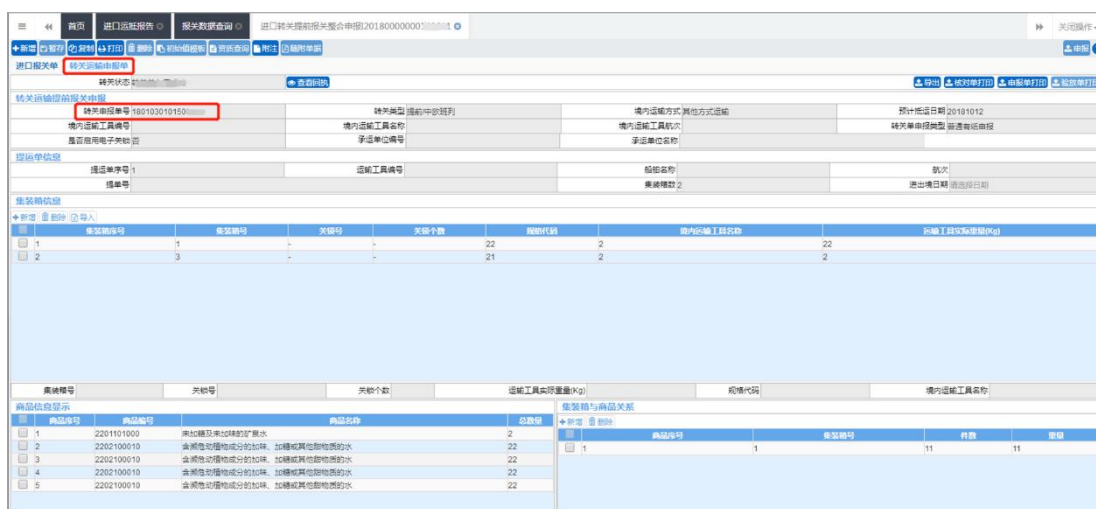 首页 进口运抵报告 报关数据查询 进口转关提前报关整合申报I2018000000 关闭操作
新增 暂存 复制 打印 删除 初始值模板 资质查询 附注 随附单据 申报
进口报关单 转关运输申报单
转关状态 查看回执 导出 核对单打印 申报单打印 检放单打印
转关运输提前报关申报
转关申报单号 180103010150 转关类型 提前/中欧班列 境内运输方式 其他方式运输 预计抵运日期 20181012
境内运输工具编号 境内运输工具名称 境内运输工具航次 转关单申报类型 普通有纸申报
是否启用电子关锁 否 承运单位编号 承运单位名称
提运单信息
提运单序号 1 运输工具编号 船舶名称 航次
提单号 集装箱数 2 进出境日期 请选择日期
集装箱信息
新增 删除 导入
集装箱序号 集装箱号 关锁号 关锁个数 规格代码 境内运输工具名称 运输工具实际重量(Kg)
1 1 - - 22 2 22
2 3 - - 21 2 2
集装箱号 关锁号 关锁个数 运输工具实际重量(Kg) 规格代码 境内运输工具名称
商品信息显示 集装箱与商品关系
商品序号 商品编号 商品名称 总数量 新增 删除
商品序号 集装箱号 件数 重量
1 2201101000 未加糖及未加味的矿泉水 2
1 1 11 11
2 2202100010 含濒危动植物成分的加味、加糖或其他甜物质的水 22
3 2202100010 含濒危动植物成分的加味、加糖或其他甜物质的水 22
4 2202100010 含濒危动植物成分的加味、加糖或其他甜物质的水 22
5 2202100010 含濒危动植物成分的加味、加糖或其他甜物质的水 22